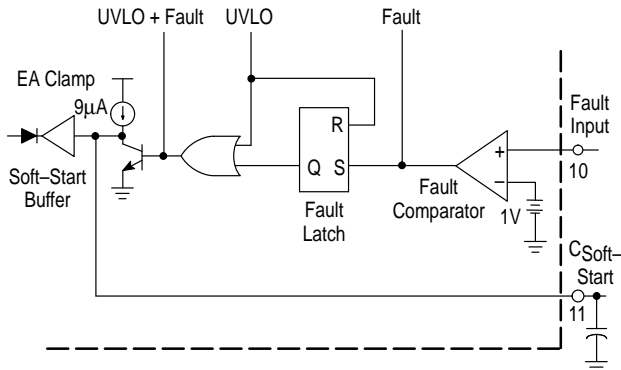 UVLO + Fault
UVLO
Fault
EA Clamp
9µA
Fault
Input
R
+
Q
S
10
Soft–Start
Buffer
Fault
Comparator
–
1V
Fault
Latch
CSoft–
Start
11